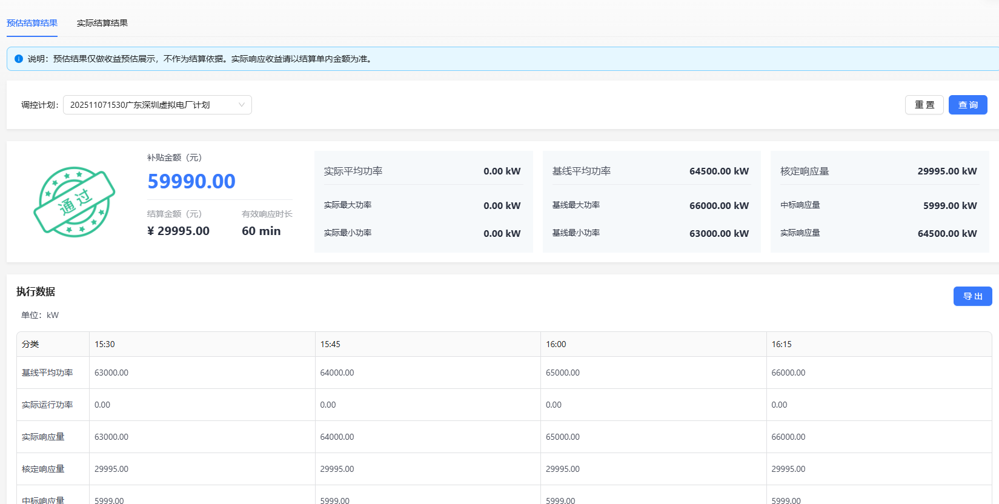 预估结算结果 实际结算结果
说明：预估结果仅做收益预估展示，不作为结算依据。实际响应收益请以结算单内金额为准。
调控计划： 202511071530广东深圳虚拟电厂计划 重 置 查 询
通过
补贴金额（元）
59990.00
结算金额（元） 有效响应时长
¥ 29995.00 60 min
实际平均功率 0.00 kW
实际最大功率 0.00 kW
实际最小功率 0.00 kW
基线平均功率 64500.00 kW
基线最大功率 66000.00 kW
基线最小功率 63000.00 kW
核定响应量 29995.00 kW
中标响应量 5999.00 kW
实际响应量 64500.00 kW
执行数据
导 出
单位：kW
分类 15:30 15:45 16:00 16:15
基线平均功率 63000.00 64000.00 65000.00 66000.00
实际运行功率 0.00 0.00 0.00 0.00
实际响应量 63000.00 64000.00 65000.00 66000.00
核定响应量 29995.00 29995.00 29995.00 29995.00
中标响应量 5999.00 5999.00 5999.00 5999.00